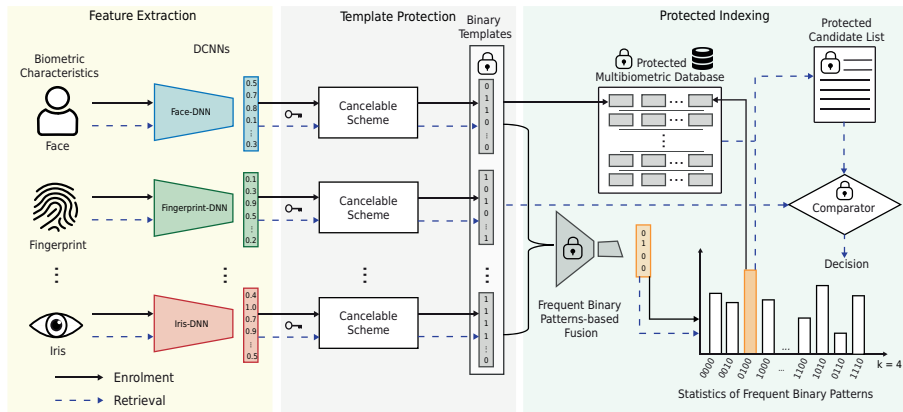 Feature Extraction
Template Protection
Protected Indexing
Biometric
Characteristics
DCNNs
Binary
Templates
Face
Face-DNN
0.5
0.7
0.8
0.1
⋮
0.3
Cancelable
Scheme
0
1
1
0
⋮
0
Fingerprint
Fingerprint-DNN
0.1
0.3
0.9
0.5
⋮
0.2
Cancelable
Scheme
1
0
1
0
⋮
1
...
...
...
...
Iris
Iris-DNN
0.4
1.0
0.7
0.9
⋮
0.5
Cancelable
Scheme
1
1
1
1
⋮
0
Enrolment
Retrieval
Protected
Multibiometric Database
...
...
...
...
...
Protected
Candidate List
Comparator
Decision
0
1
0
0
Frequent Binary
Patterns-based
Fusion
...
0000
0010
0100
1000
...
1100
1010
0110
1110
k = 4
Statistics of Frequent Binary Patterns